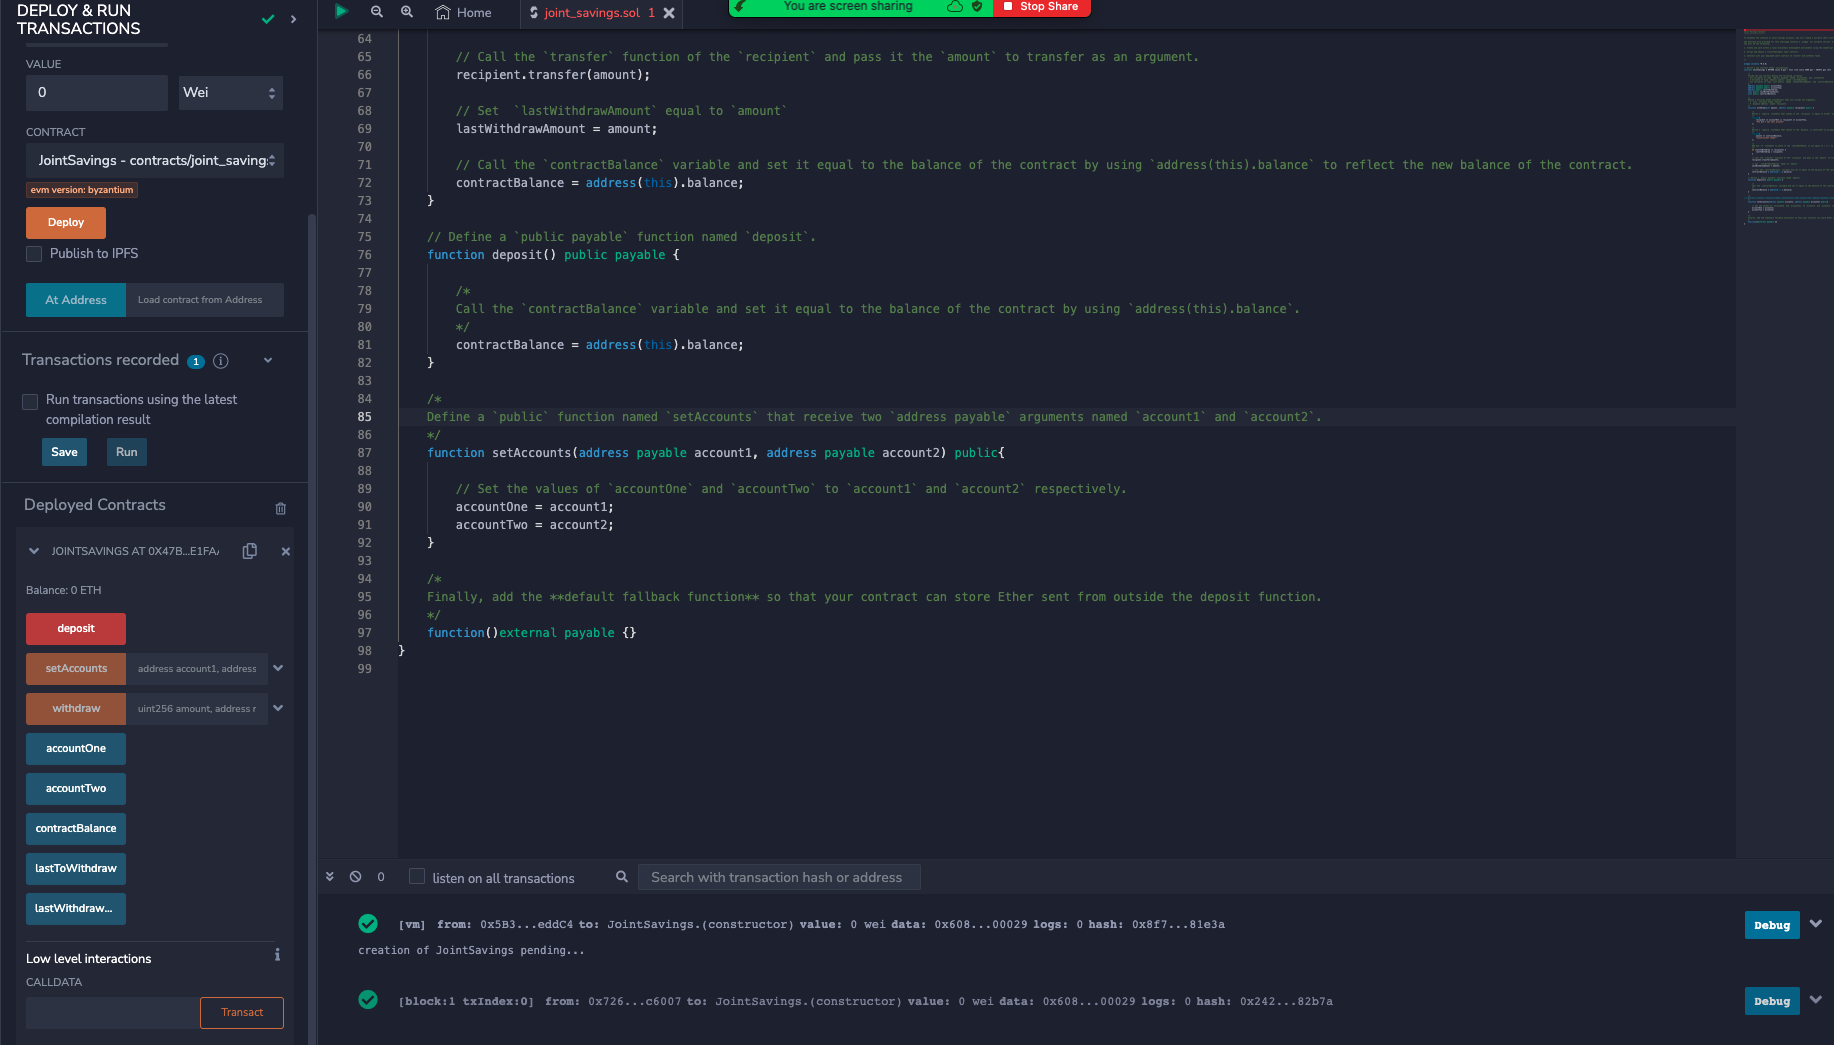 DEPLOY & RUN
TRANSACTIONS
VALUE
0
Wei
CONTRACT
JointSavings - contracts/joint_saving:
evm version: byzantium
Deploy
Publish to IPFS
At Address
Load contract from Address
Transactions recorded 1 i
Run transactions using the latest
compilation result
Save
Run
Deployed Contracts
JOINTSAVINGS AT 0X47B...E1FA
Balance: 0 ETH
deposit
setAccounts
address account1, address
withdraw
uint256 amount, address r
accountOne
accountTwo
contractBalance
lastToWithdraw
lastWithdraw...
Low level interactions
i
CALLDATA
Transact
Home
joint_savings.sol 1
You are screen sharing
Stop Share
64
65 // Call the `transfer` function of the `recipient` and pass it the `amount` to transfer as an argument.
66 recipient.transfer(amount);
67
68 // Set  `lastWithdrawAmount` equal to `amount`
69 lastWithdrawAmount = amount;
70
71 // Call the `contractBalance` variable and set it equal to the balance of the contract by using `address(this).balance` to reflect the new balance of the contract.
72 contractBalance = address(this).balance;
73 }
74
75 // Define a `public payable` function named `deposit`.
76 function deposit() public payable {
77
78 /*
79 Call the `contractBalance` variable and set it equal to the balance of the contract by using `address(this).balance`.
80 */
81 contractBalance = address(this).balance;
82 }
83
84 /*
85 Define a `public` function named `setAccounts` that receive two `address payable` arguments named `account1` and `account2`.
86 */
87 function setAccounts(address payable account1, address payable account2) public{
88
89 // Set the values of `accountOne` and `accountTwo` to `account1` and `account2` respectively.
90 accountOne = account1;
91 accountTwo = account2;
92 }
93
94 /*
95 Finally, add the **default fallback function** so that your contract can store Ether sent from outside the deposit function.
96 */
97 function()external payable {}
98 }
99
0
listen on all transactions
Search with transaction hash or address
[vm] from: 0x5B3...eddC4 to: JointSavings.(constructor) value: 0 wei data: 0x608...00029 logs: 0 hash: 0x8f7...81e3a
Debug
creation of JointSavings pending...
[block:1 txIndex:0] from: 0x726...c6007 to: JointSavings.(constructor) value: 0 wei data: 0x608...00029 logs: 0 hash: 0x242...82b7a
Debug